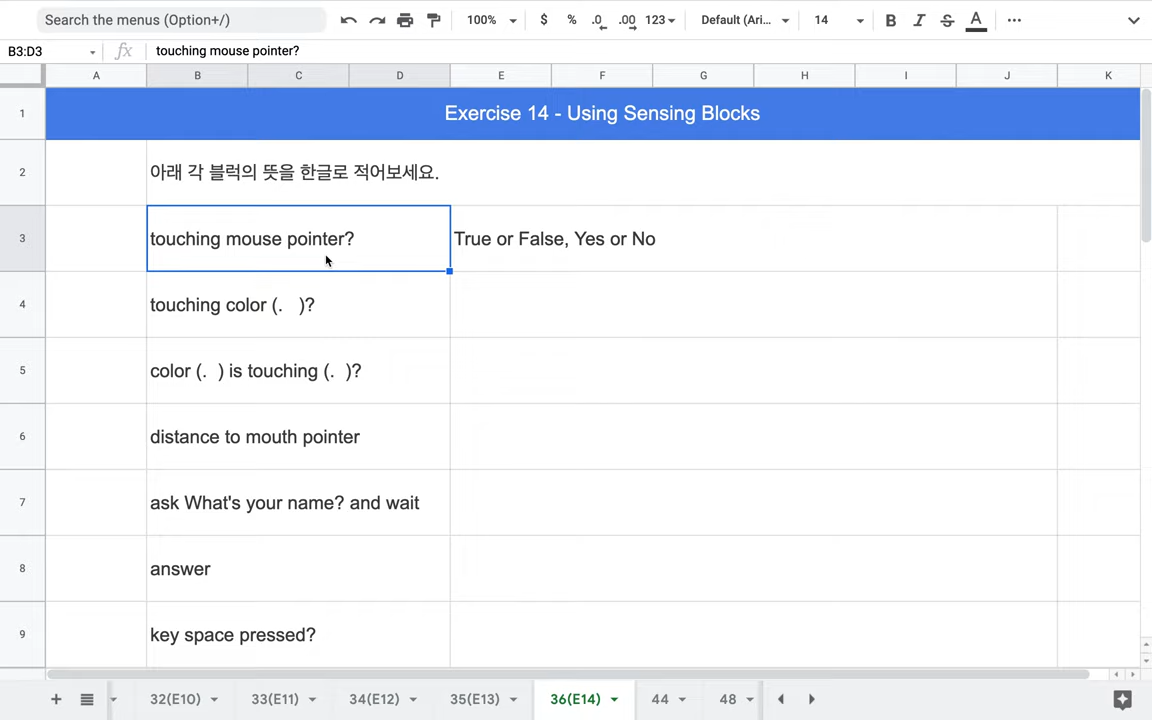 Search the menus (Option+/)
100%
$
%
.0
.00
123
Default (Ari...
14
B
I
S
A
B3:D3
fx
touching mouse pointer?
A
B
C
D
E
F
G
H
I
J
K
1
Exercise 14 - Using Sensing Blocks
2
아래 각 블럭의 뜻을 한글로 적어보세요.
3
touching mouse pointer?
True or False, Yes or No
4
touching color (.   )?
5
color (.  ) is touching (.  )?
6
distance to mouth pointer
7
ask What's your name? and wait
8
answer
9
key space pressed?
32(E10)
33(E11)
34(E12)
35(E13)
36(E14)
44
48